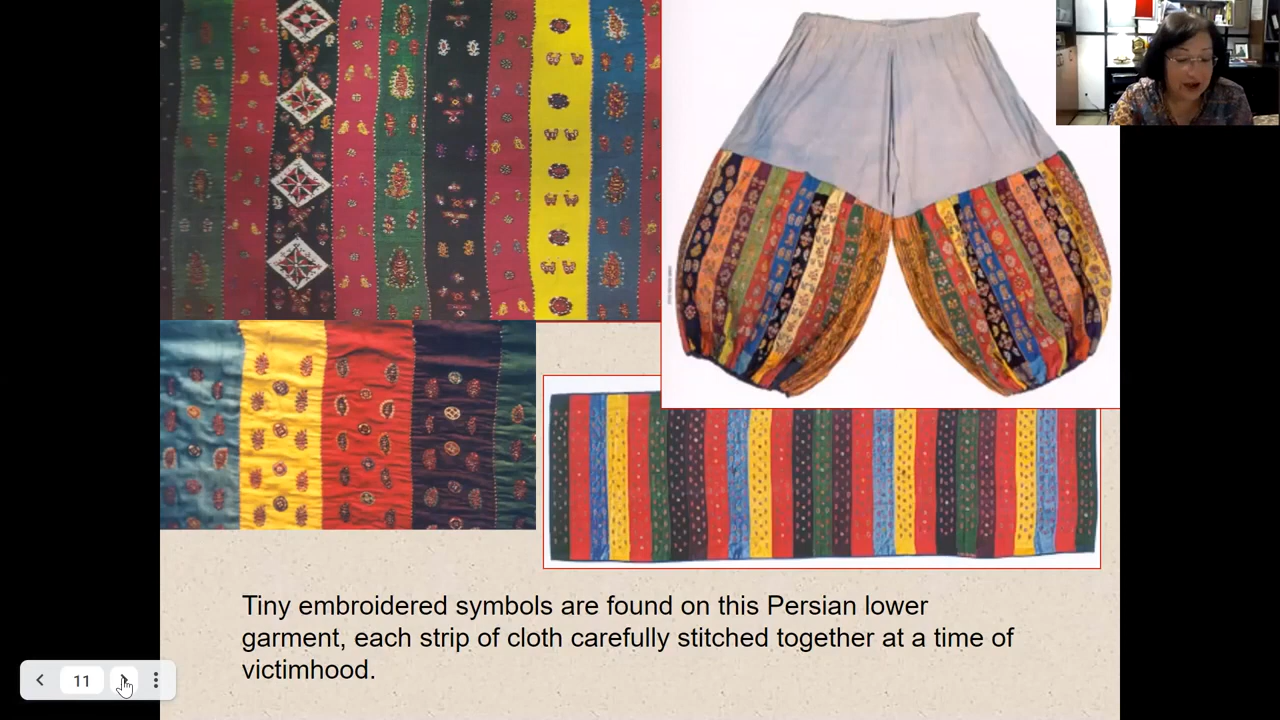 Tiny embroidered symbols are found on this Persian lower
garment, each strip of cloth carefully stitched together at a time of
victimhood.
11